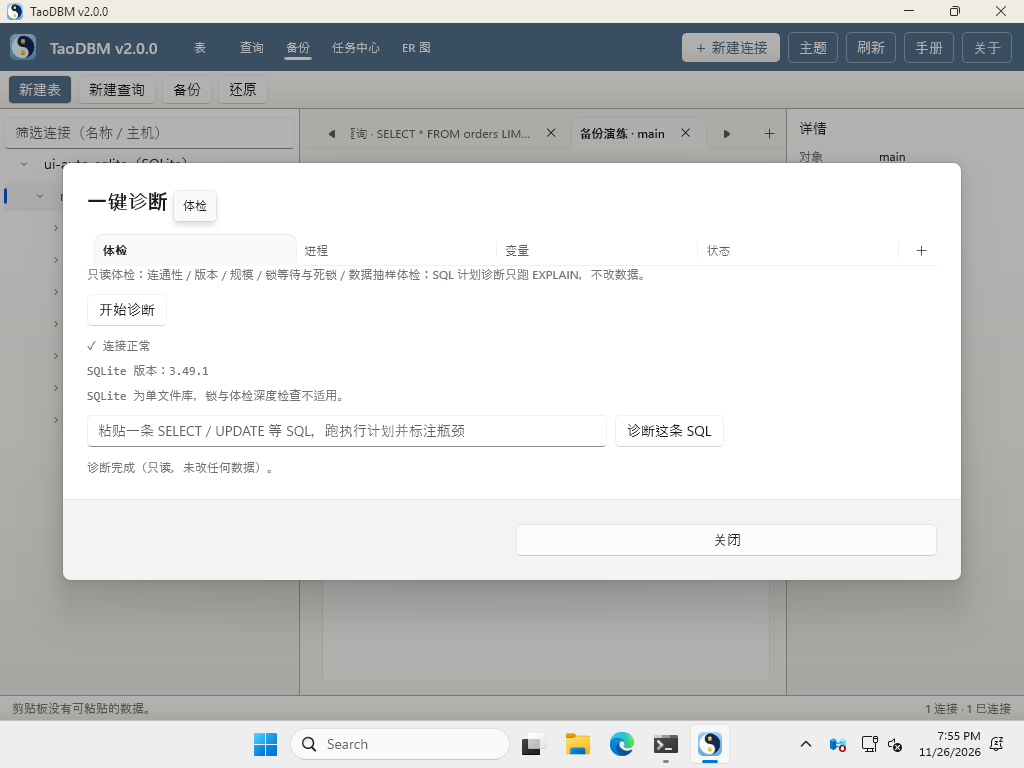 TaoDBM v2.0.0
TaoDBM v2.0.0 表 查询 备份 任务中心 ER 图 + 新建连接 主题 刷新 手册 关于
新建表 新建查询 备份 还原
筛选连接（名称 / 主机）
查询 · SELECT * FROM orders LIM... 备份演练 · main
详情
对象 main
ui-auto-sqlite（SQLite）
一键诊断 体检
体检 进程 变量 状态
只读体检：连通性 / 版本 / 规模 / 锁等待与死锁 / 数据抽样体检；SQL 计划诊断只跑 EXPLAIN，不改数据。
开始诊断
✓ 连接正常
SQLite 版本：3.49.1
SQLite 为单文件库，锁与体检深度检查不适用。
粘贴一条 SELECT / UPDATE 等 SQL，跑执行计划并标注瓶颈 诊断这条 SQL
诊断完成（只读，未改任何数据）。
关闭
剪贴板没有可粘贴的数据。
1 连接 · 1 已连接
Search
7:55 PM
11/26/2026